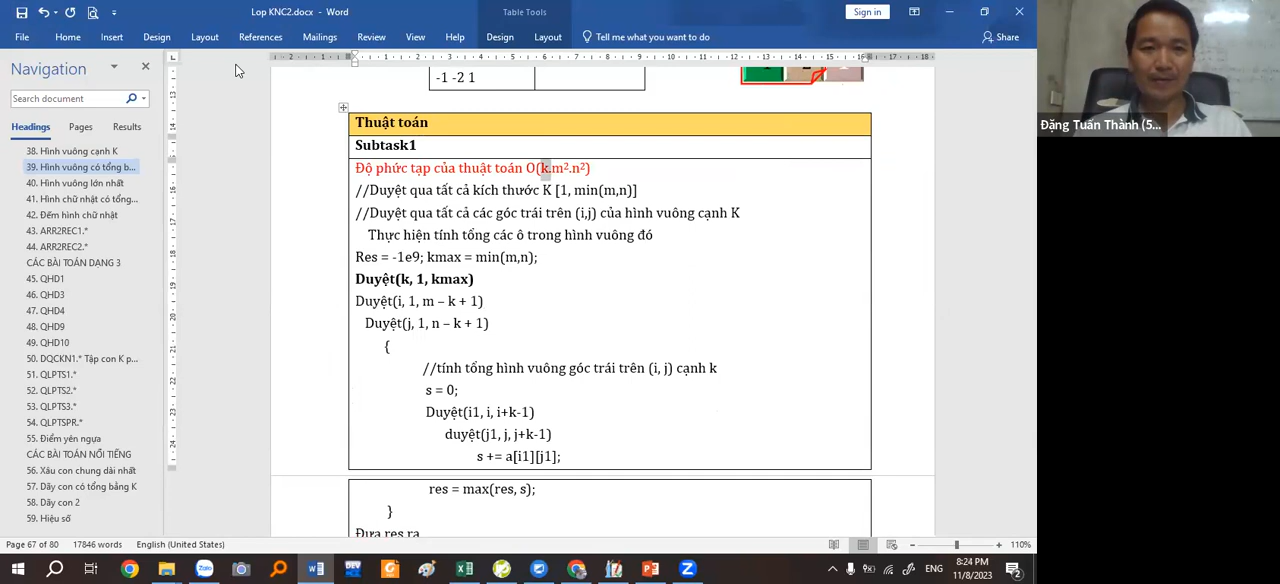 Lop KNC2.docx - Word
Table Tools
Sign in
File
Home
Insert
Design
Layout
References
Mailings
Review
View
Help
Design
Layout
Tell me what you want to do
Share
Navigation
Search document
Headings
Pages
Results
38. Hình vuông cạnh K
39. Hình vuông có tổng b...
40. Hình vuông lớn nhất
41. Hình chữ nhật có tổng...
42. Đếm hình chữ nhật
43. ARR2REC1.*
44. ARR2REC.*
CÁC BÀI TOÁN DẠNG 3
45. QHD1
46. QHD3
47. QHD4
48. QHD9
49. QHD10
50. DQCKN1.* Tập con K p...
51. QLPTS1.*
52. QLPTS2.*
53. QLPTS3.*
54. QLPTSPR.*
55. Điểm yên ngựa
CÁC BÀI TOÁN NỔI TIẾNG
56. Xâu con chung dài nhất
57. Dãy con có tổng bằng K
58. Dãy con 2
59. Hiệu số
-1 -2 1
Thuật toán
Subtask1
Độ phức tạp của thuật toán O(k.m².n²)
//Duyệt qua tất cả kích thước K [1, min(m,n)]
//Duyệt qua tất cả các góc trái trên (i,j) của hình vuông cạnh K
Thực hiện tính tổng các ô trong hình vuông đó
Res = -1e9; kmax = min(m,n);
Duyệt(k, 1, kmax)
Duyệt(i, 1, m – k + 1)
Duyệt(j, 1, n – k + 1)
{
//tính tổng hình vuông góc trái trên (i, j) cạnh k
s = 0;
Duyệt(i1, i, i+k-1)
duyệt(j1, j, j+k-1)
s += a[i1][j1];
res = max(res, s);
}
Đưa res ra
Đặng Tuấn Thành (5...
Page 67 of 80
17846 words
English (United States)
110%
Zalo
ENG
8:24 PM
11/8/2023